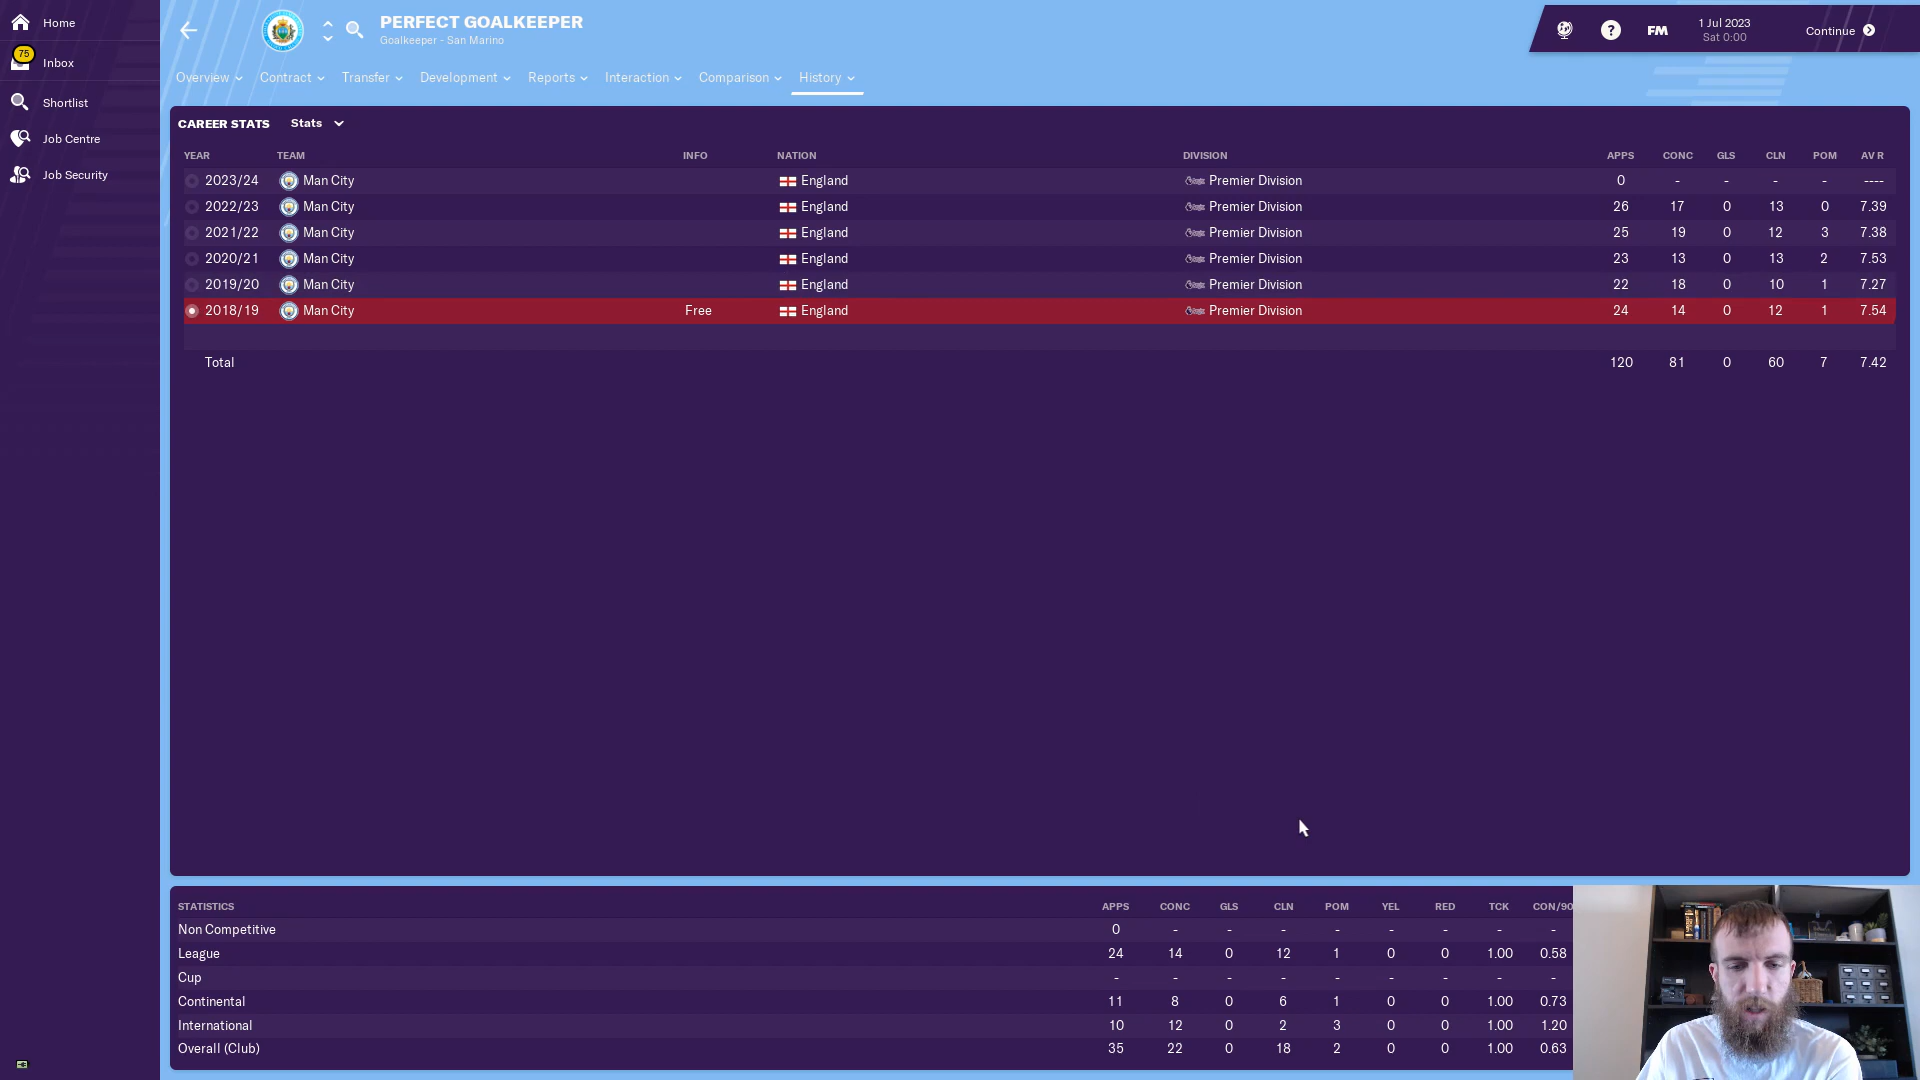 Home
75
Inbox
Shortlist
Job Centre
Job Security
PERFECT GOALKEEPER
Goalkeeper - San Marino
FM
1 Jul 2023
Sat 0:00
Continue
Overview Contract Transfer Development Reports Interaction Comparison History
CAREER STATS Stats
YEAR TEAM INFO NATION DIVISION APPS CONC GLS CLN POM AV R
2023/24 Man City England Premier Division 0 - - - - ----
2022/23 Man City England Premier Division 26 17 0 13 0 7.39
2021/22 Man City England Premier Division 25 19 0 12 3 7.38
2020/21 Man City England Premier Division 23 13 0 13 2 7.53
2019/20 Man City England Premier Division 22 18 0 10 1 7.27
2018/19 Man City Free England Premier Division 24 14 0 12 1 7.54
Total 120 81 0 60 7 7.42
STATISTICS APPS CONC GLS CLN POM YEL RED TCK CON/90
Non Competitive 0 - - - - - - - -
League 24 14 0 12 1 0 0 1.00 0.58
Cup - - - - - - - - -
Continental 11 8 0 6 1 0 0 1.00 0.73
International 10 12 0 2 3 0 0 1.00 1.20
Overall (Club) 35 22 0 18 2 0 0 1.00 0.63